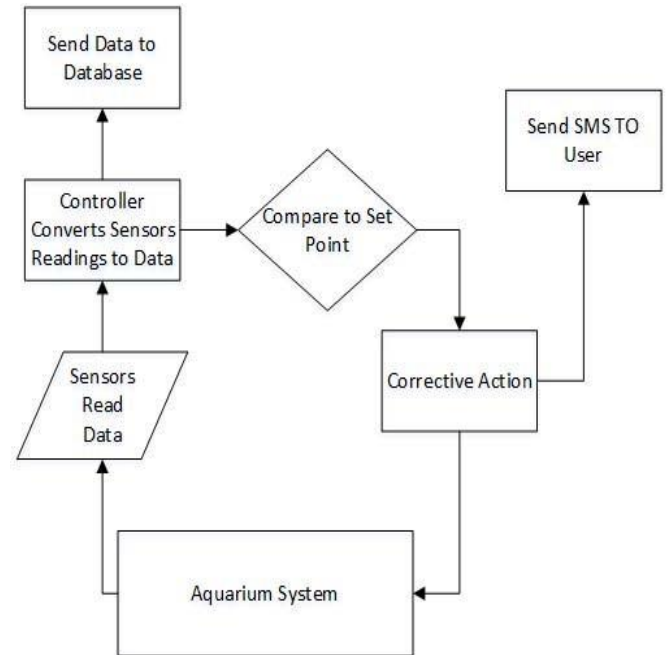 Send Data to
Database
Send SMS TO
User
Controller
Converts Sensors
Readings to Data
Compare to Set
Point
Sensors
Read
Data
Corrective Action
Aquarium System